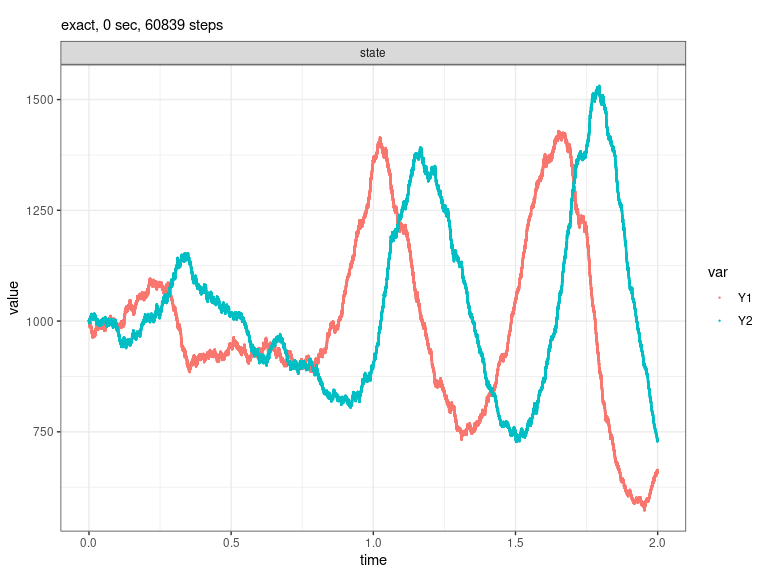 exact, 0 sec, 60839 steps
state
1500
1250
1000
750
value
0.0 0.5 1.0 1.5 2.0
time
var
Y1
Y2